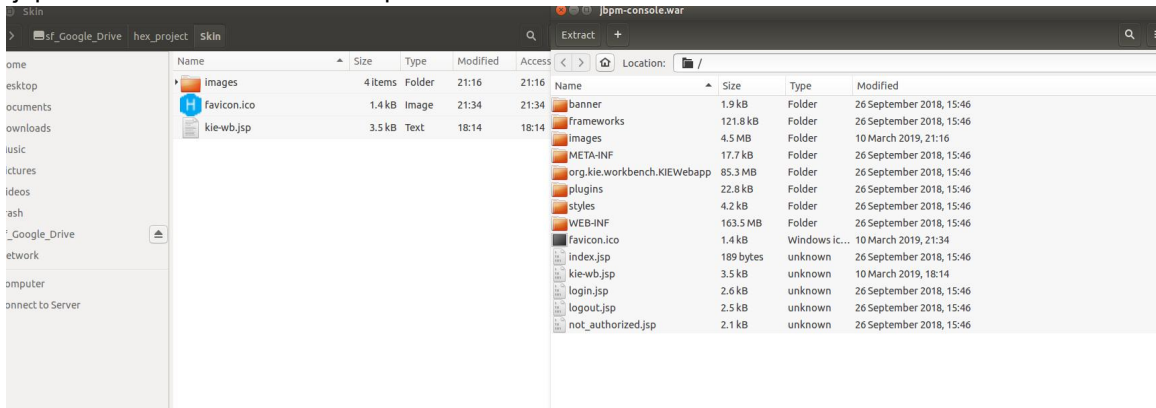 Skin
sf_Google_Drive hex_project Skin
ome
esktop
ocuments
ownloads
usic
ictures
ideos
rash
f_Google_Drive
etwork
omputer
onnect to Server
Name Size Type Modified Access
images 4 items Folder 21:16 21:16
favicon.ico 1.4 kB Image 21:34 21:34
kie-wb.jsp 3.5 kB Text 18:14 18:14
jbpm-console.war
Extract +
Location: /
Name Size Type Modified
banner 1.9 kB Folder 26 September 2018, 15:46
frameworks 121.8 kB Folder 26 September 2018, 15:46
images 4.5 MB Folder 10 March 2019, 21:16
META-INF 17.7 kB Folder 26 September 2018, 15:46
org.kie.workbench.KIEWebapp 85.3 MB Folder 26 September 2018, 15:46
plugins 22.8 kB Folder 26 September 2018, 15:46
styles 4.2 kB Folder 26 September 2018, 15:46
WEB-INF 163.5 MB Folder 26 September 2018, 15:46
favicon.ico 1.4 kB Windows ic... 10 March 2019, 21:34
index.jsp 189 bytes unknown 26 September 2018, 15:46
kie-wb.jsp 3.5 kB unknown 10 March 2019, 18:14
login.jsp 2.6 kB unknown 26 September 2018, 15:46
logout.jsp 2.5 kB unknown 26 September 2018, 15:46
not_authorized.jsp 2.1 kB unknown 26 September 2018, 15:46